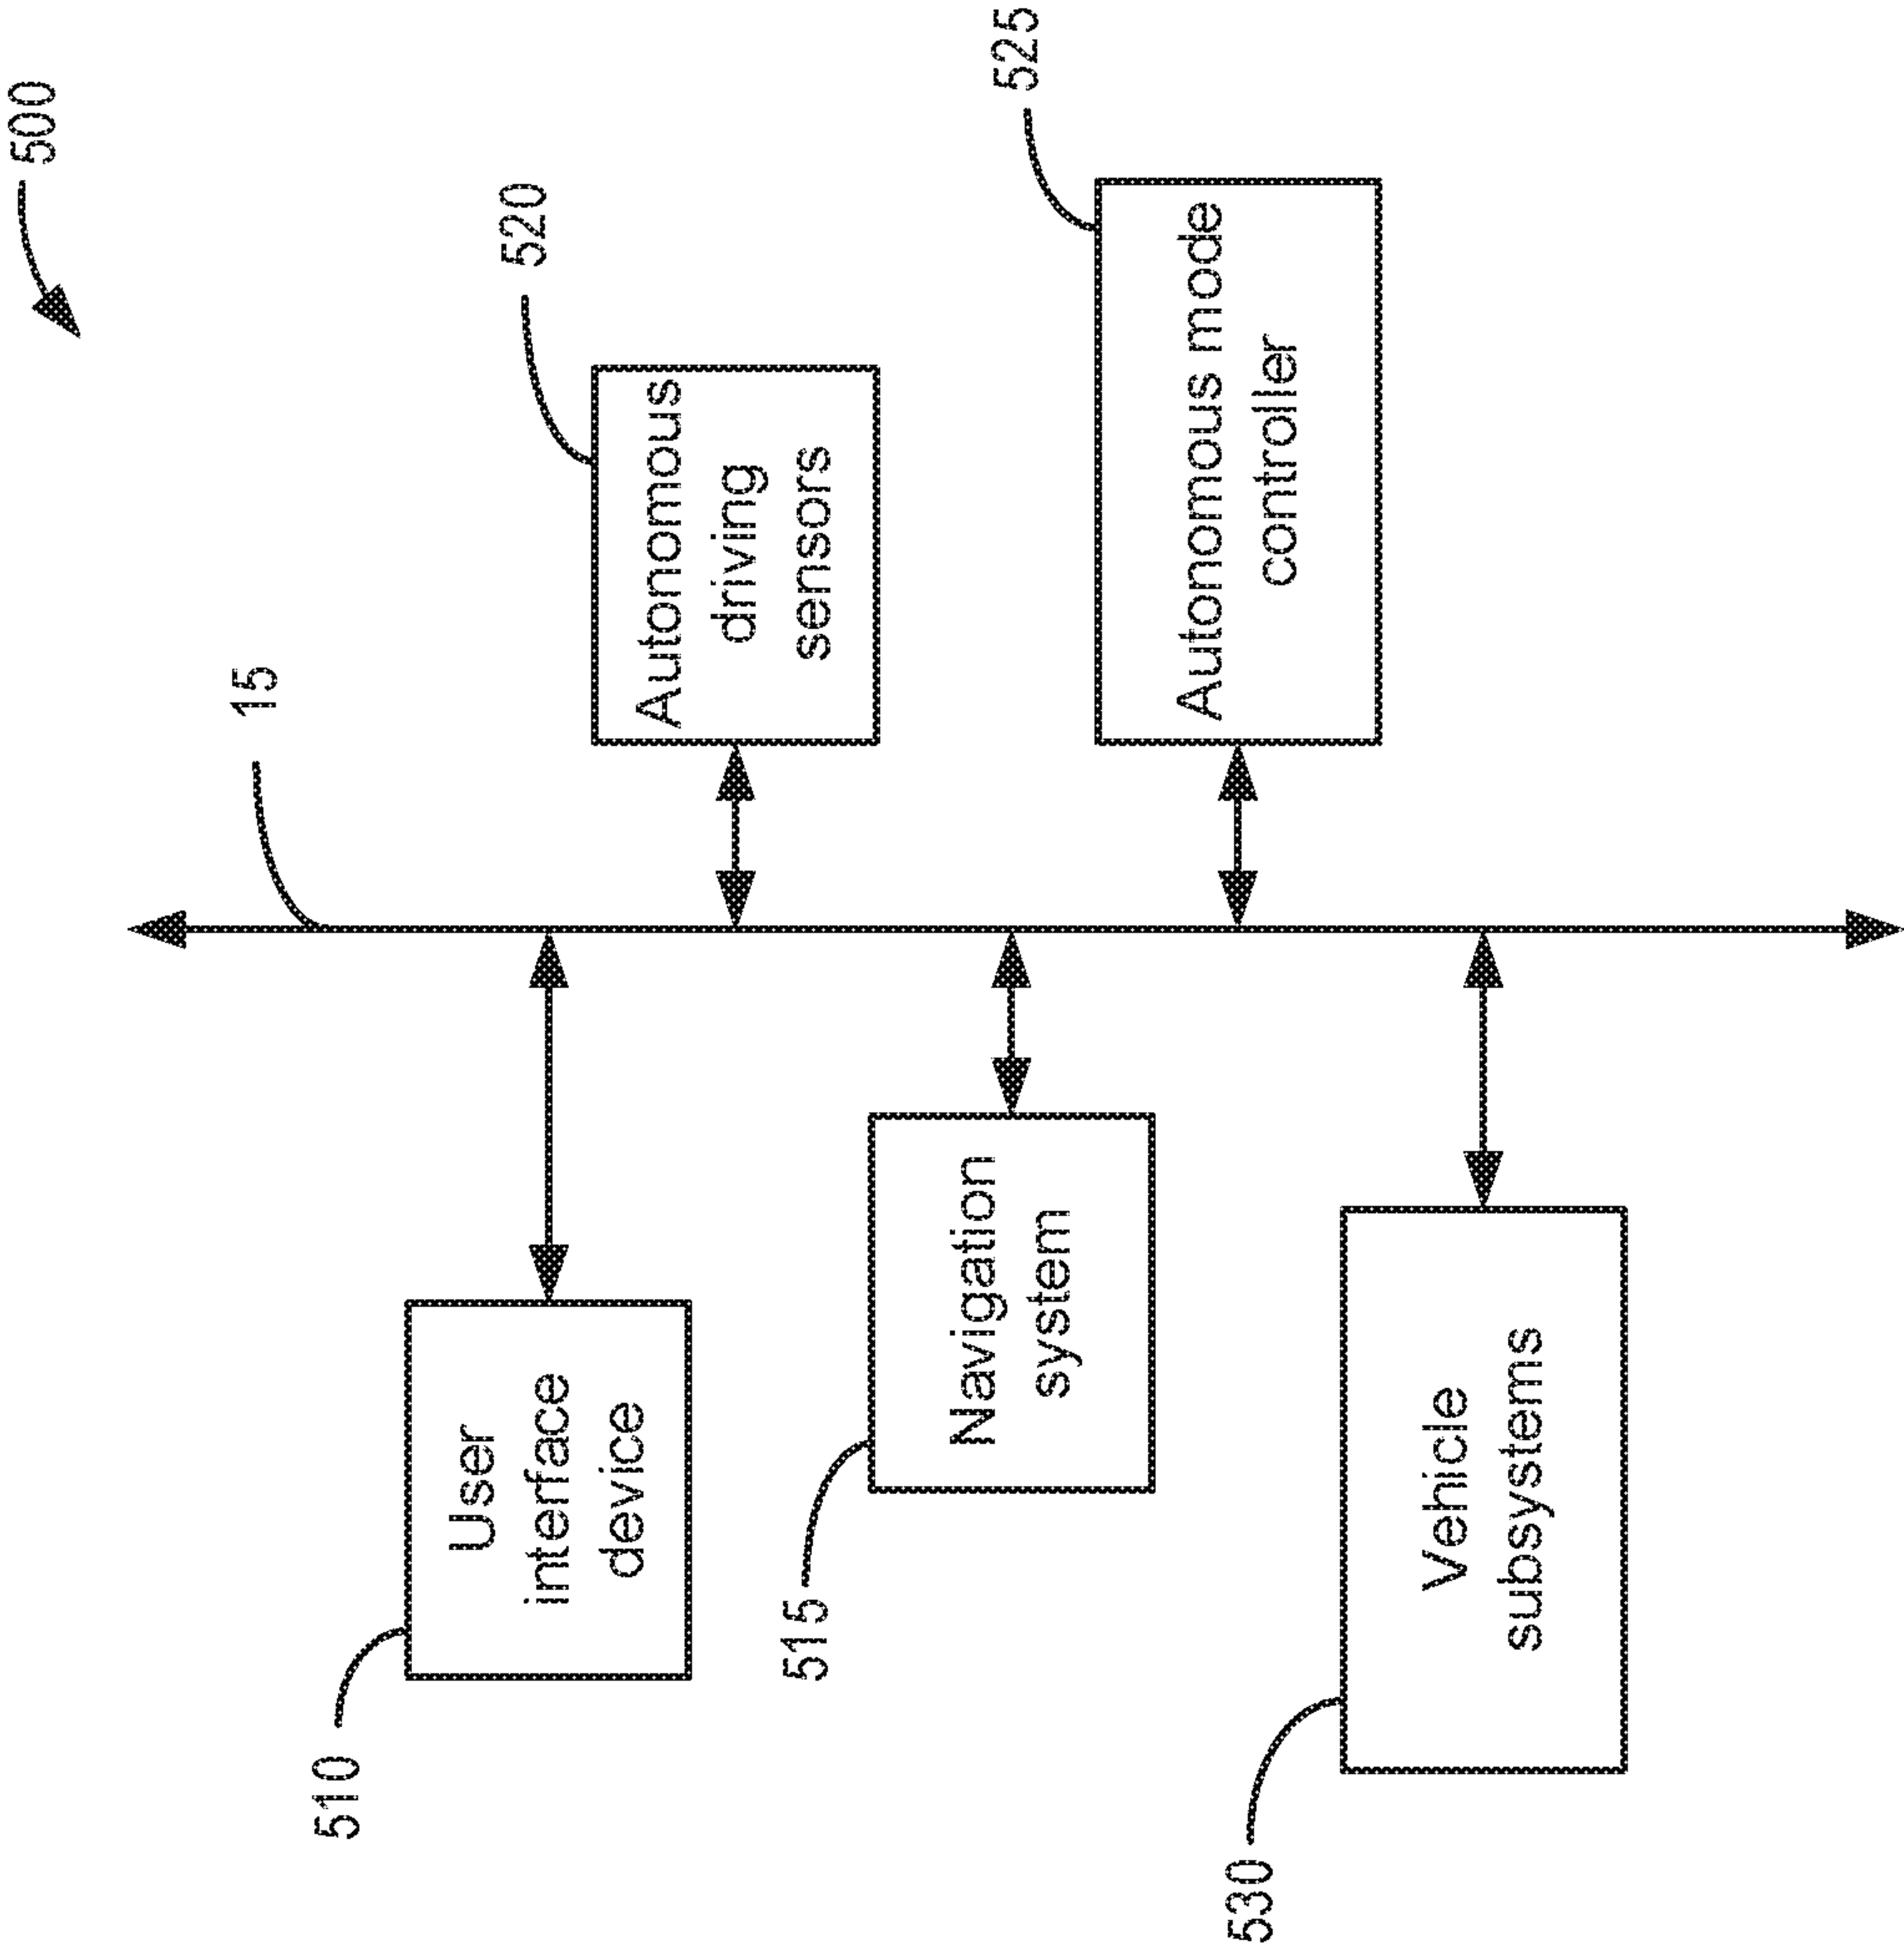 500
15
520
Autonomous
driving
sensors
525
Autonomous mode
controller
510
User
interface
device
515
Navigation
system
530
Vehicle
subsystems